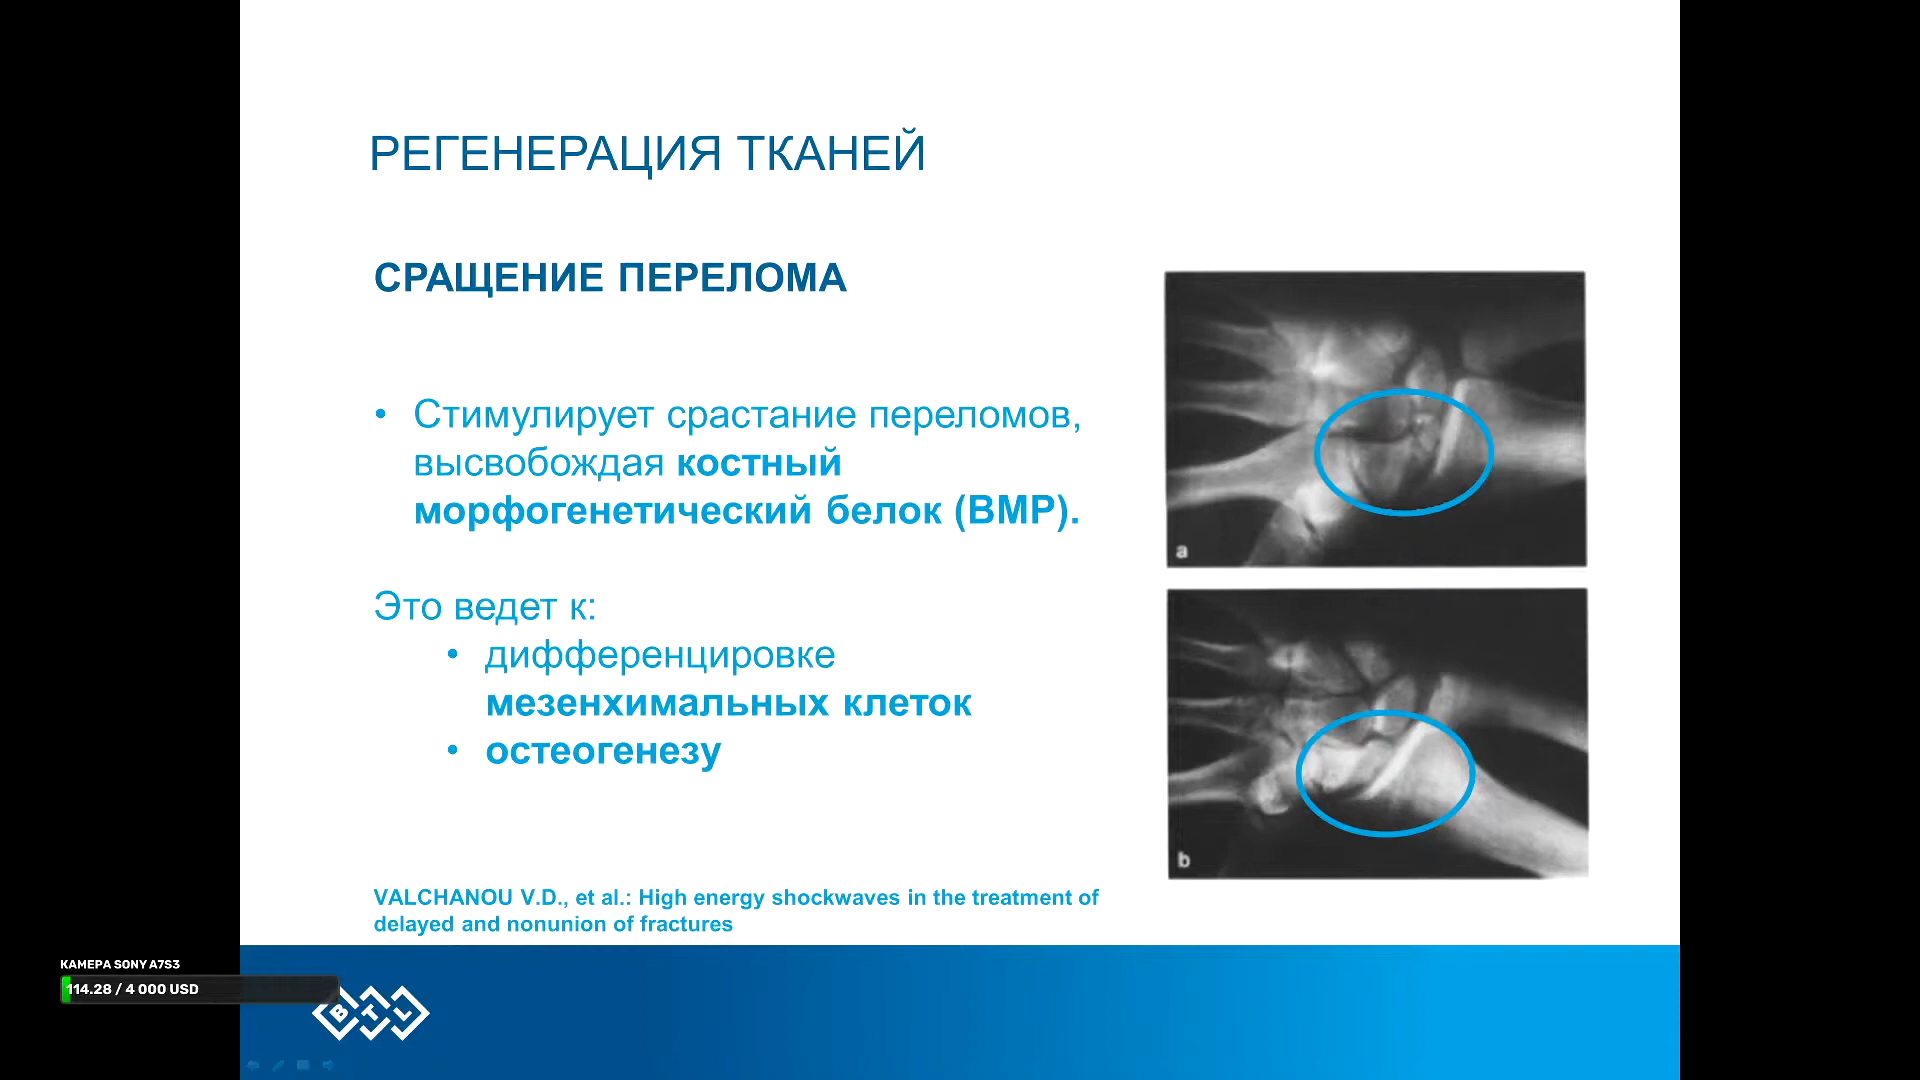 РЕГЕНЕРАЦИЯ ТКАНЕЙ
СРАЩЕНИЕ ПЕРЕЛОМА
• Стимулирует срастание переломов,
высвобождая костный
морфогенетический белок (BMP).
Это ведет к:
• дифференцировке
мезенхимальных клеток
• остеогенезу
a
b
VALCHANOU V.D., et al.: High energy shockwaves in the treatment of
delayed and nonunion of fractures
КАМЕРА SONY A7S3
114.28 / 4 000 USD
BTL